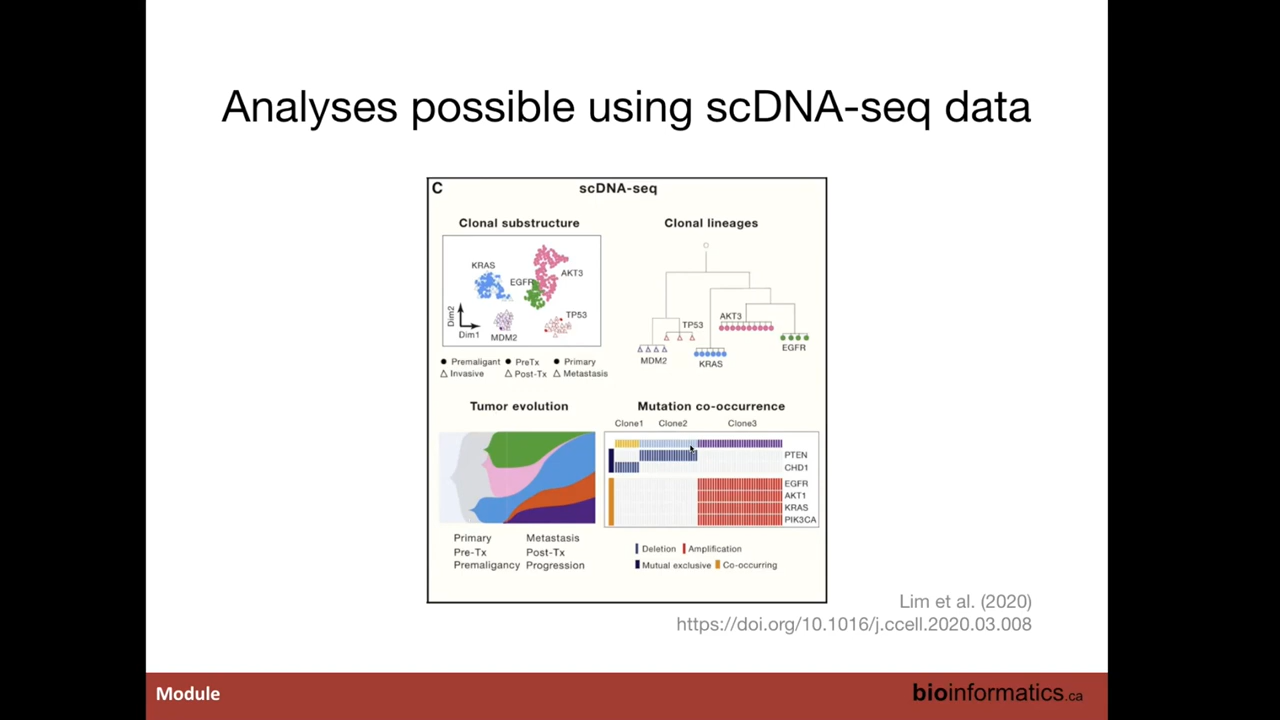 Analyses possible using scDNA-seq data
C
scDNA-seq
Clonal substructure
KRAS
EGFR
AKT3
TP53
MDM2
Dim2
Dim1
● Premaligant ● PreTx ● Primary
△ Invasive △ Post-Tx △ Metastasis
Clonal lineages
TP53
AKT3
MDM2
KRAS
EGFR
Tumor evolution
Primary Metastasis
Pre-Tx Post-Tx
Premaligancy Progression
Mutation co-occurrence
Clone1 Clone2 Clone3
PTEN
CHD1
EGFR
AKT1
KRAS
PIK3CA
Deletion Amplification
Mutual exclusive Co-occurring
Lim et al. (2020)
https://doi.org/10.1016/j.ccell.2020.03.008
Module
bioinformatics.ca